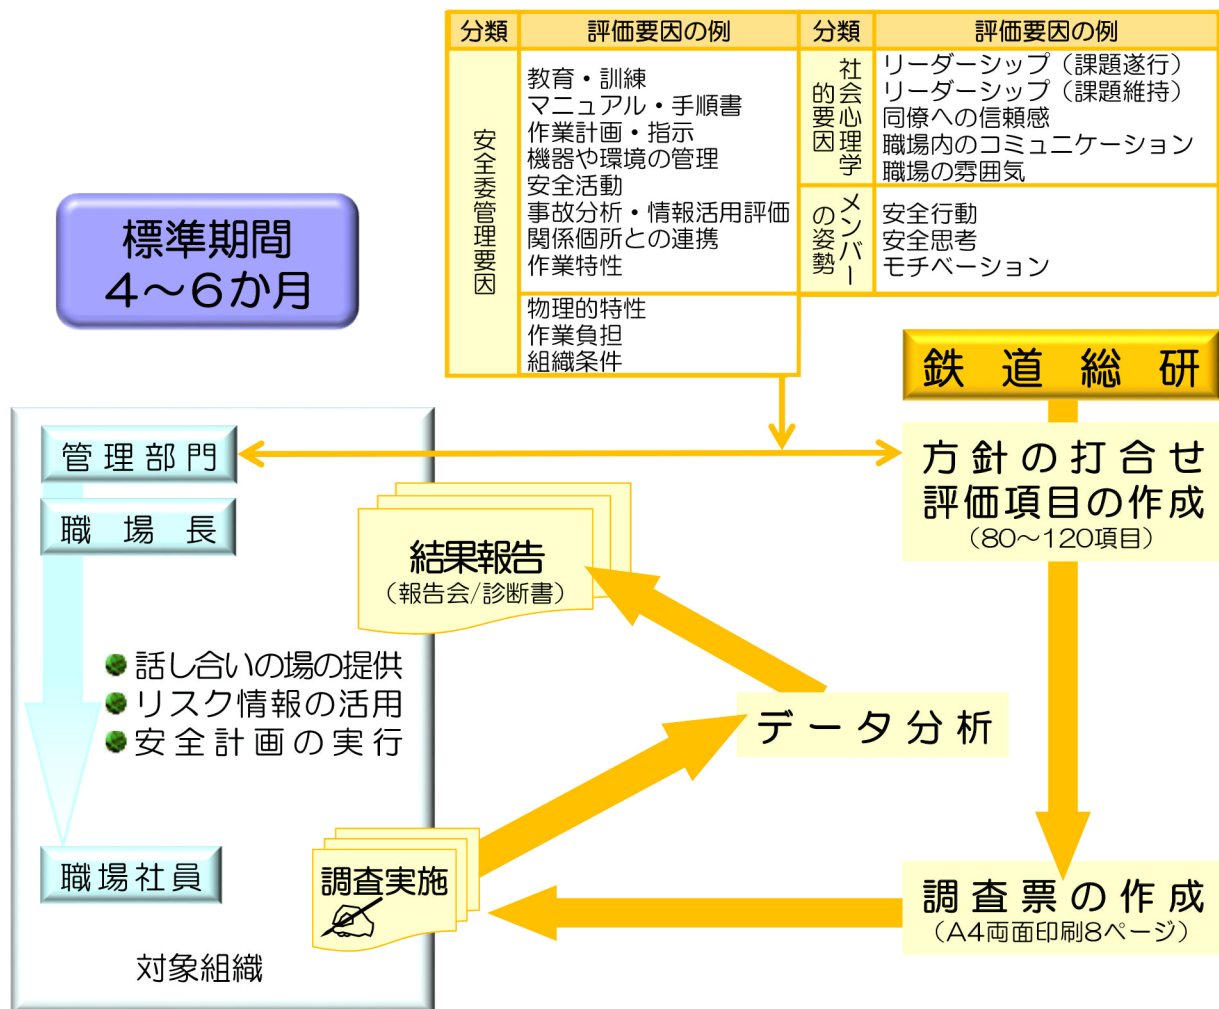 分類 評価要因の例 分類 評価要因の例
安全委管理要因
教育・訓練
マニュアル・手順書
作業計画・指示
機器や環境の管理
安全活動
事故分析・情報活用評価
関係個所との連携
作業特性
物理的特性
作業負担
組織条件
社会心理学
的要因
リーダーシップ（課題遂行）
リーダーシップ（課題維持）
同僚への信頼感
職場内のコミュニケーション
職場の雰囲気
メンバー
の姿勢
安全行動
安全思考
モチベーション
標準期間
４～６か月
鉄道総研
方針の打合せ
評価項目の作成
（80～120項目）
管理部門
職場長
結果報告
（報告会/診断書）
話し合いの場の提供
リスク情報の活用
安全計画の実行
データ分析
職場社員
調査実施
調査票の作成
（A4両面印刷8ページ）
対象組織